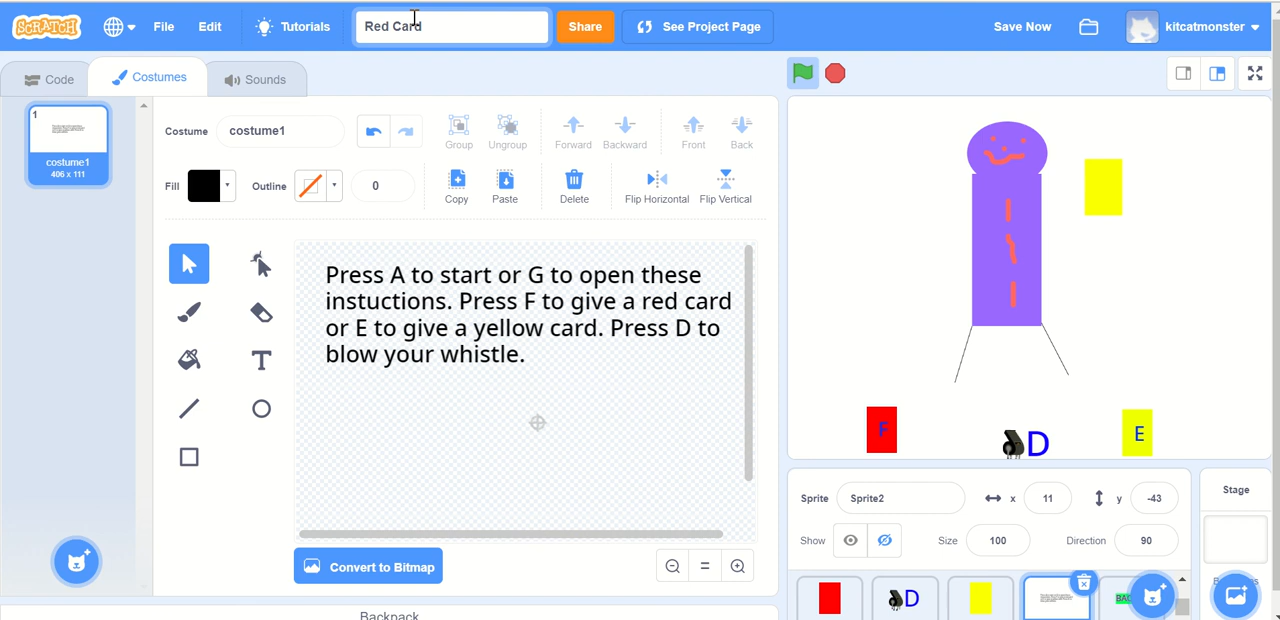 SCRATCH File Edit Tutorials Red Card Share See Project Page Save Now kitcatmonster
Code Costumes Sounds
1
costume1
406 x 111
Costume costume1 Group Ungroup Forward Backward Front Back
Fill Outline 0 Copy Paste Delete Flip Horizontal Flip Vertical
Press A to start or G to open these
instuctions. Press F to give a red card
or E to give a yellow card. Press D to
blow your whistle.
Convert to Bitmap
Backpack
F D E
Sprite Sprite2 x 11 y -43
Show Size 100 Direction 90
Stage
D